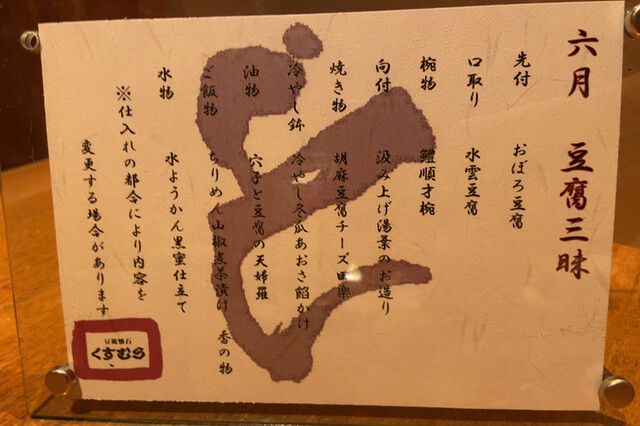 六月 豆腐三昧
先付 おぼろ豆腐
口取り 水雲豆腐
椀物 鱧順才椀
向付 汲み上げ湯葉のお造り
焼き物 胡麻豆腐チーズ田楽
冷やし鉢 冷やし冬瓜あおさ餡かけ
油物 穴子と豆腐の天婦羅
ご飯物 ちりめん山椒煮茶漬け 香の物
水物 水ようかん黒蜜仕立て
※仕入れの都合により内容を
変更する場合があります
豆腐懐石
くすむら